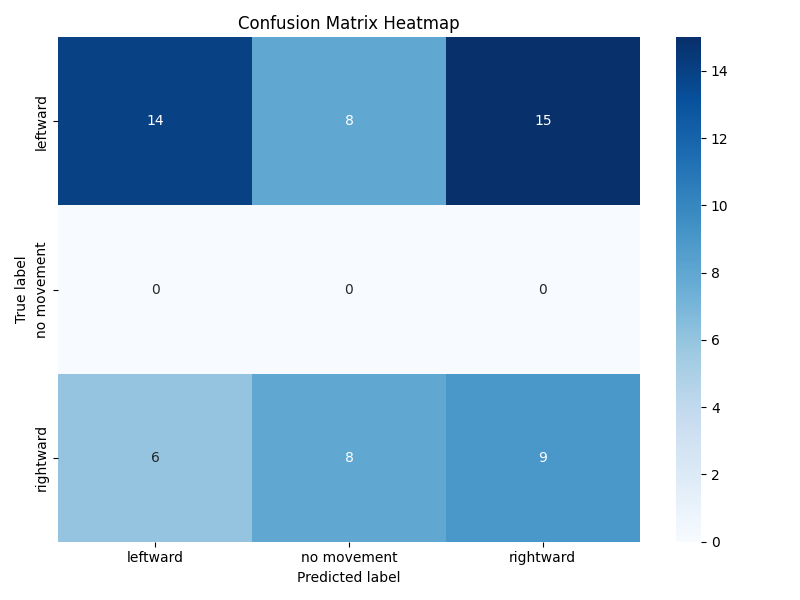 Confusion Matrix Heatmap
True label
leftward
14 8 15
no movement
0 0 0
rightward
6 8 9
leftward no movement rightward
Predicted label
14
12
10
8
6
4
2
0